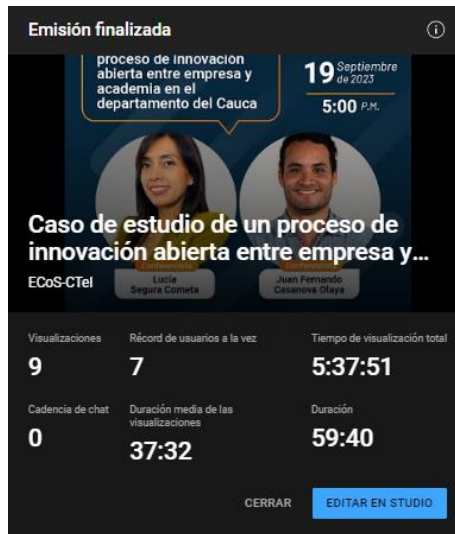 Emisión finalizada
proceso de innovación
abierta entre empresa y
academia en el
departamento del Cauca
19 Septiembre
de 2023
5:00 P.M.
Caso de estudio de un proceso de
innovación abierta entre empresa y...
ECoS-CTeI
Conferencista
Lucía
Segura Cometa
Conferencista
Juan Fernando
Casanova Olaya
Visualizaciones
9
Récord de usuarios a la vez
7
Tiempo de visualización total
5:37:51
Cadencia de chat
0
Duración media de las
visualizaciones
37:32
Duración
59:40
CERRAR
EDITAR EN STUDIO